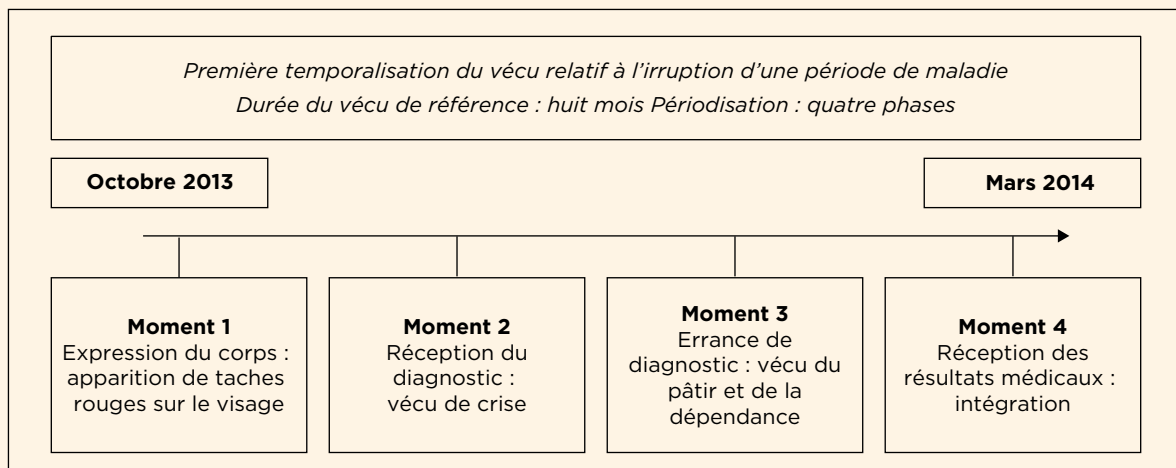 Première temporalisation du vécu relatif à l’irruption d’une période de maladie
Durée du vécu de référence : huit mois Périodisation : quatre phases
Octobre 2013
Mars 2014
Moment 1
Expression du corps :
apparition de taches
rouges sur le visage
Moment 2
Réception du
diagnostic :
vécu de crise
Moment 3
Errance de
diagnostic : vécu du
pâtir et de la
dépendance
Moment 4
Réception des
résultats médicaux :
intégration